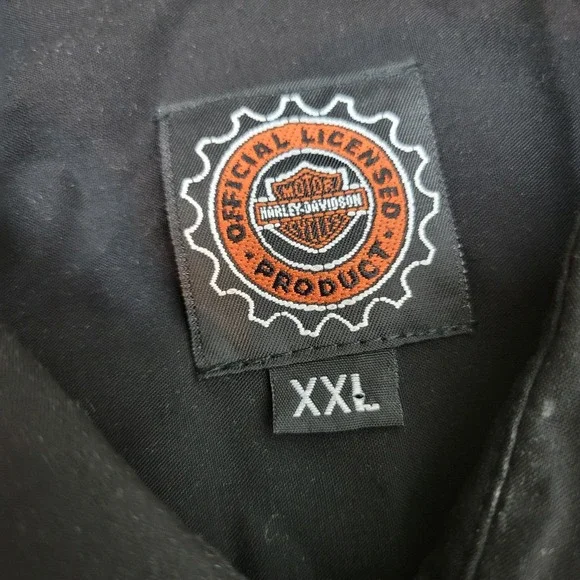 OFFICIAL LICENSED
MOTOR
HARLEY-DAVIDSON
CYCLES
PRODUCT
XXL